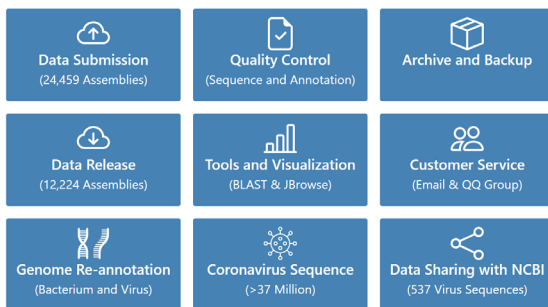 Data Submission
(24,459 Assemblies)
Quality Control
(Sequence and Annotation)
Archive and Backup
Data Release
(12,224 Assemblies)
Tools and Visualization
(BLAST & JBrowse)
Customer Service
(Email & QQ Group)
Genome Re-annotation
(Bacterium and Virus)
Coronavirus Sequence
(>37 Million)
Data Sharing with NCBI
(537 Virus Sequences)